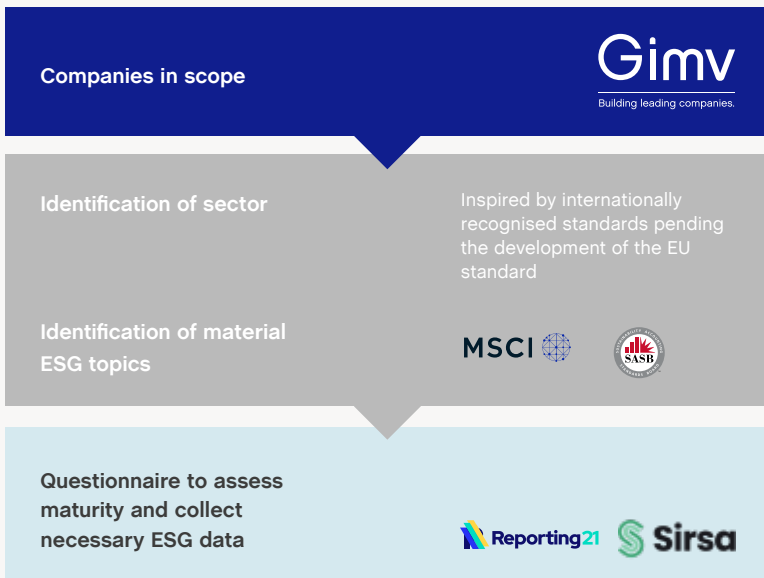 Companies in scope
Gimv
Building leading companies.
Identification of sector
Inspired by internationally
recognised standards pending
the development of the EU
standard
Identification of material
ESG topics
MSCI
SASB
Questionnaire to assess
maturity and collect
necessary ESG data
Reporting21
Sirsa